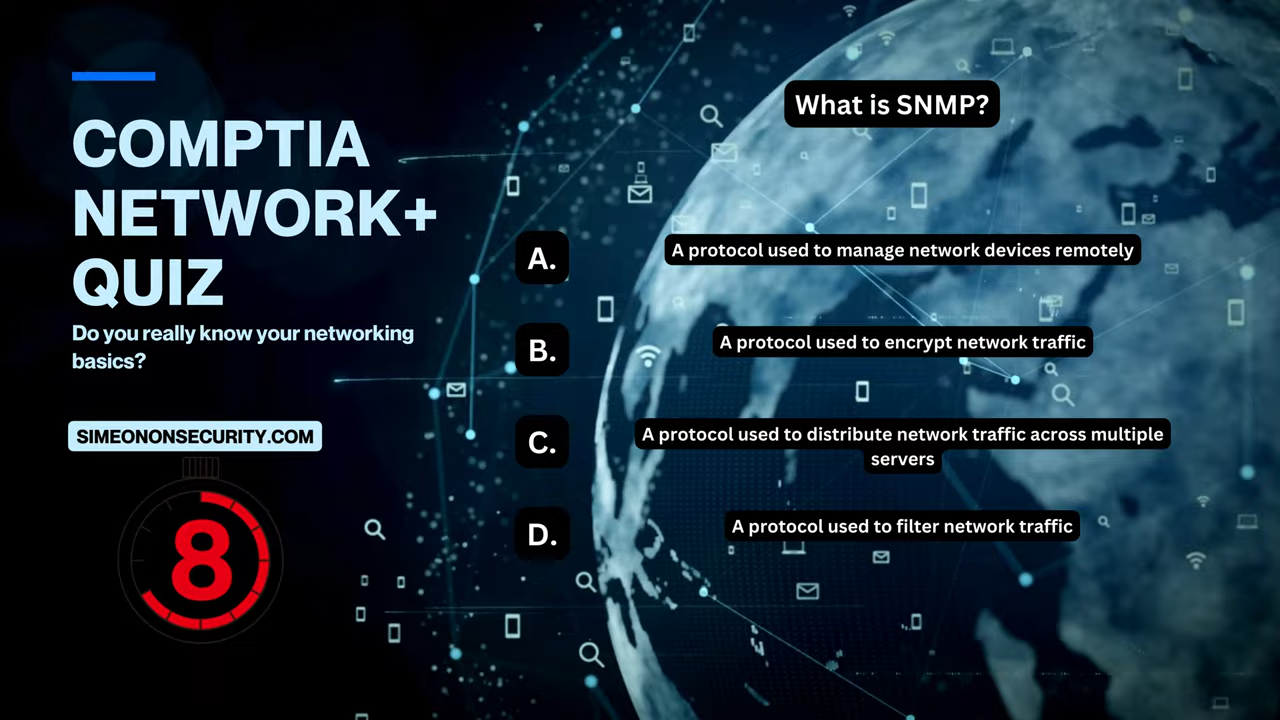 COMPTIA
NETWORK+
QUIZ
Do you really know your networking
basics?
SIMEONONSECURITY.COM
8
What is SNMP?
A. A protocol used to manage network devices remotely
B. A protocol used to encrypt network traffic
C. A protocol used to distribute network traffic across multiple
servers
D. A protocol used to filter network traffic